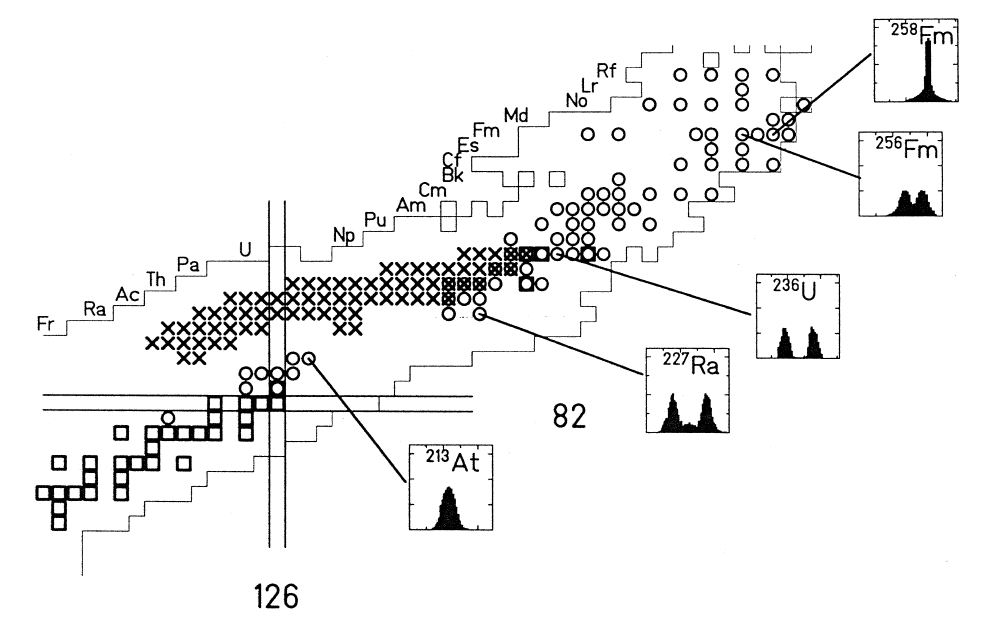 258Fm
Rf
Lr
No
Md
256Fm
Fm
Es
Cf
Bk
Cm
Am
Pu
Np
U
Pa
236U
Th
Ac
Ra
Fr
227Ra
82
213At
126